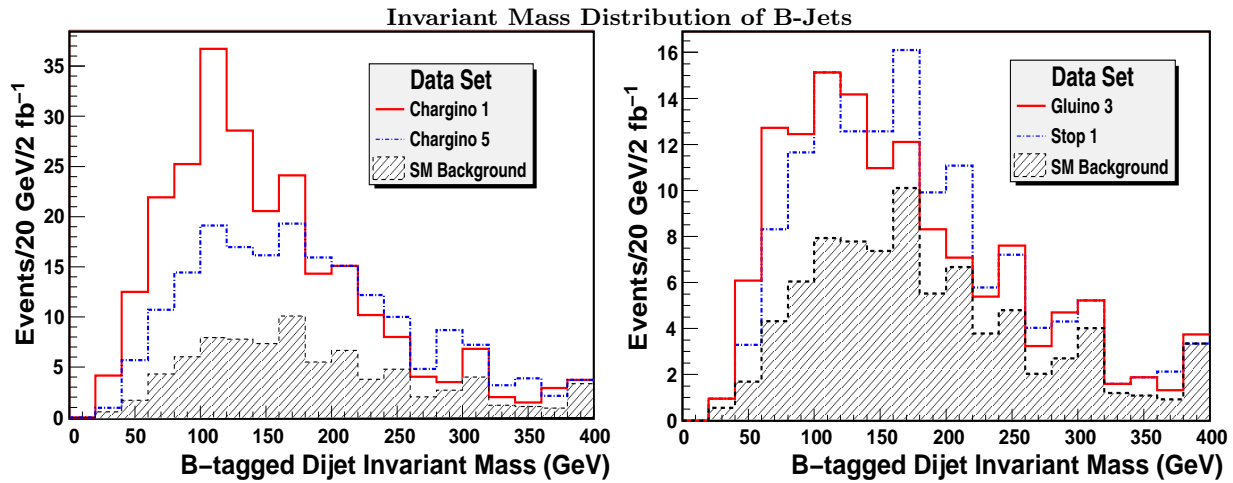 Invariant Mass Distribution of B-Jets
Events/20 GeV/2 fb⁻¹
35
30
25
20
15
10
5
0
Data Set
Chargino 1
Chargino 5
SM Background
0 50 100 150 200 250 300 350 400
B−tagged Dijet Invariant Mass (GeV)
Events/20 GeV/2 fb⁻¹
16
14
12
10
8
6
4
2
0
Data Set
Gluino 3
Stop 1
SM Background
0 50 100 150 200 250 300 350 400
B−tagged Dijet Invariant Mass (GeV)